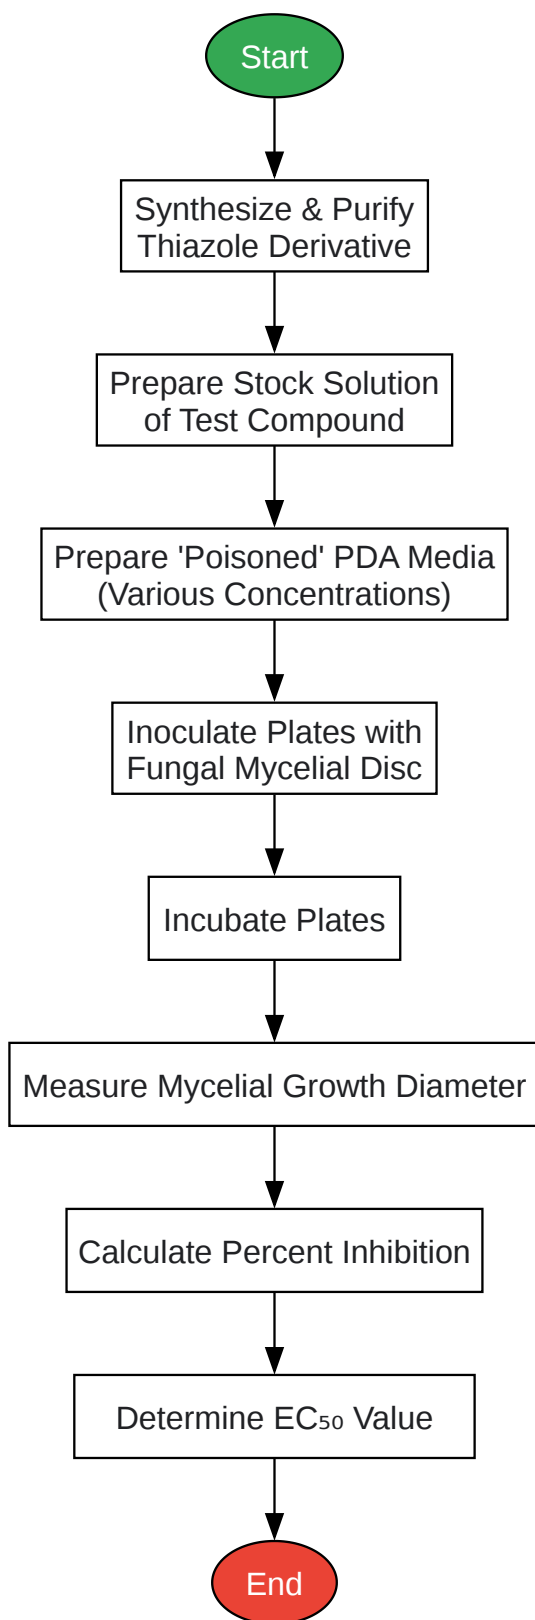 Start
Synthesize & Purify
Thiazole Derivative
Prepare Stock Solution
of Test Compound
Prepare 'Poisoned' PDA Media
(Various Concentrations)
Inoculate Plates with
Fungal Mycelial Disc
Incubate Plates
Measure Mycelial Growth Diameter
Calculate Percent Inhibition
Determine EC₅₀ Value
End